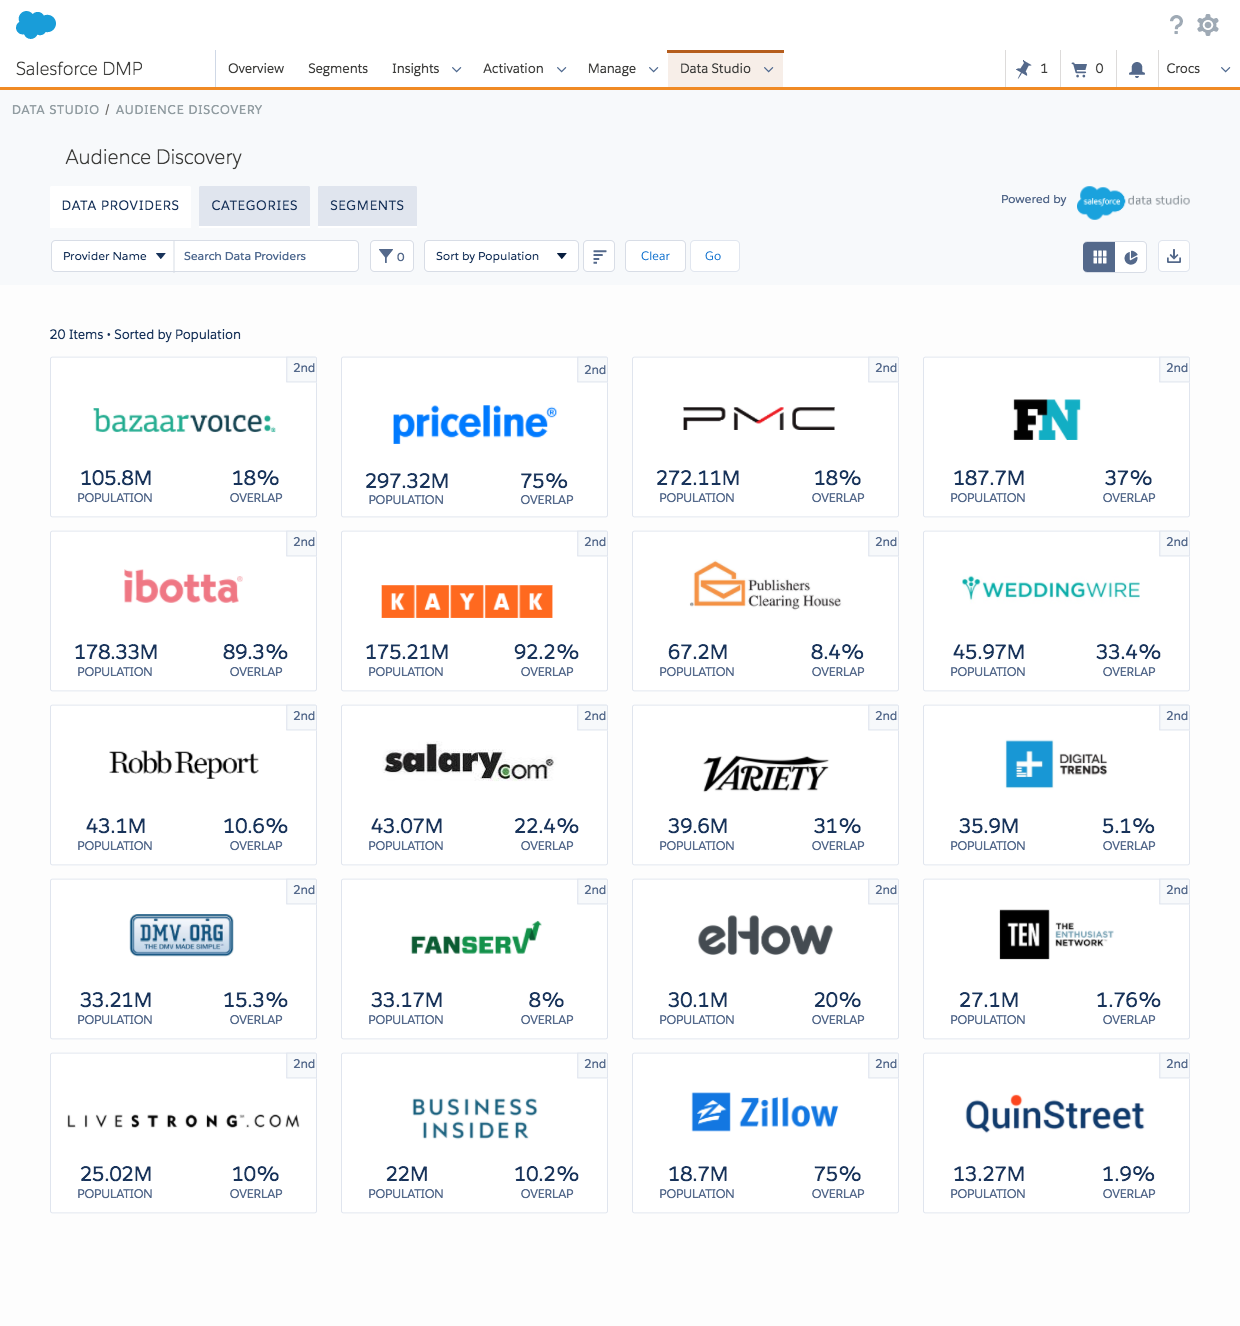 ?
Salesforce DMP
Overview Segments Insights Activation Manage Data Studio 1 0 Crocs
DATA STUDIO / AUDIENCE DISCOVERY
Audience Discovery
DATA PROVIDERS CATEGORIES SEGMENTS
Powered by salesforce data studio
Provider Name Search Data Providers 0 Sort by Population Clear Go
20 Items • Sorted by Population
2nd 2nd 2nd 2nd
bazaarvoice: priceline® PMC FN
105.8M 18% 297.32M 75% 272.11M 18% 187.7M 37%
POPULATION OVERLAP POPULATION OVERLAP POPULATION OVERLAP POPULATION OVERLAP
2nd 2nd 2nd 2nd
ibotta® KAYAK Publishers Clearing House WEDDINGWIRE
178.33M 89.3% 175.21M 92.2% 67.2M 8.4% 45.97M 33.4%
POPULATION OVERLAP POPULATION OVERLAP POPULATION OVERLAP POPULATION OVERLAP
2nd 2nd 2nd 2nd
Robb Report salary.com® VARIETY DIGITAL TRENDS
43.1M 10.6% 43.07M 22.4% 39.6M 31% 35.9M 5.1%
POPULATION OVERLAP POPULATION OVERLAP POPULATION OVERLAP POPULATION OVERLAP
2nd 2nd 2nd 2nd
DMV.ORG THE DMV MADE SIMPLE™ FANSERV eHow TEN THE ENTHUSIAST NETWORK™
33.21M 15.3% 33.17M 8% 30.1M 20% 27.1M 1.76%
POPULATION OVERLAP POPULATION OVERLAP POPULATION OVERLAP POPULATION OVERLAP
2nd 2nd 2nd 2nd
LIVESTRONG™.COM BUSINESS INSIDER Zillow QuinStreet
25.02M 10% 22M 10.2% 18.7M 75% 13.27M 1.9%
POPULATION OVERLAP POPULATION OVERLAP POPULATION OVERLAP POPULATION OVERLAP